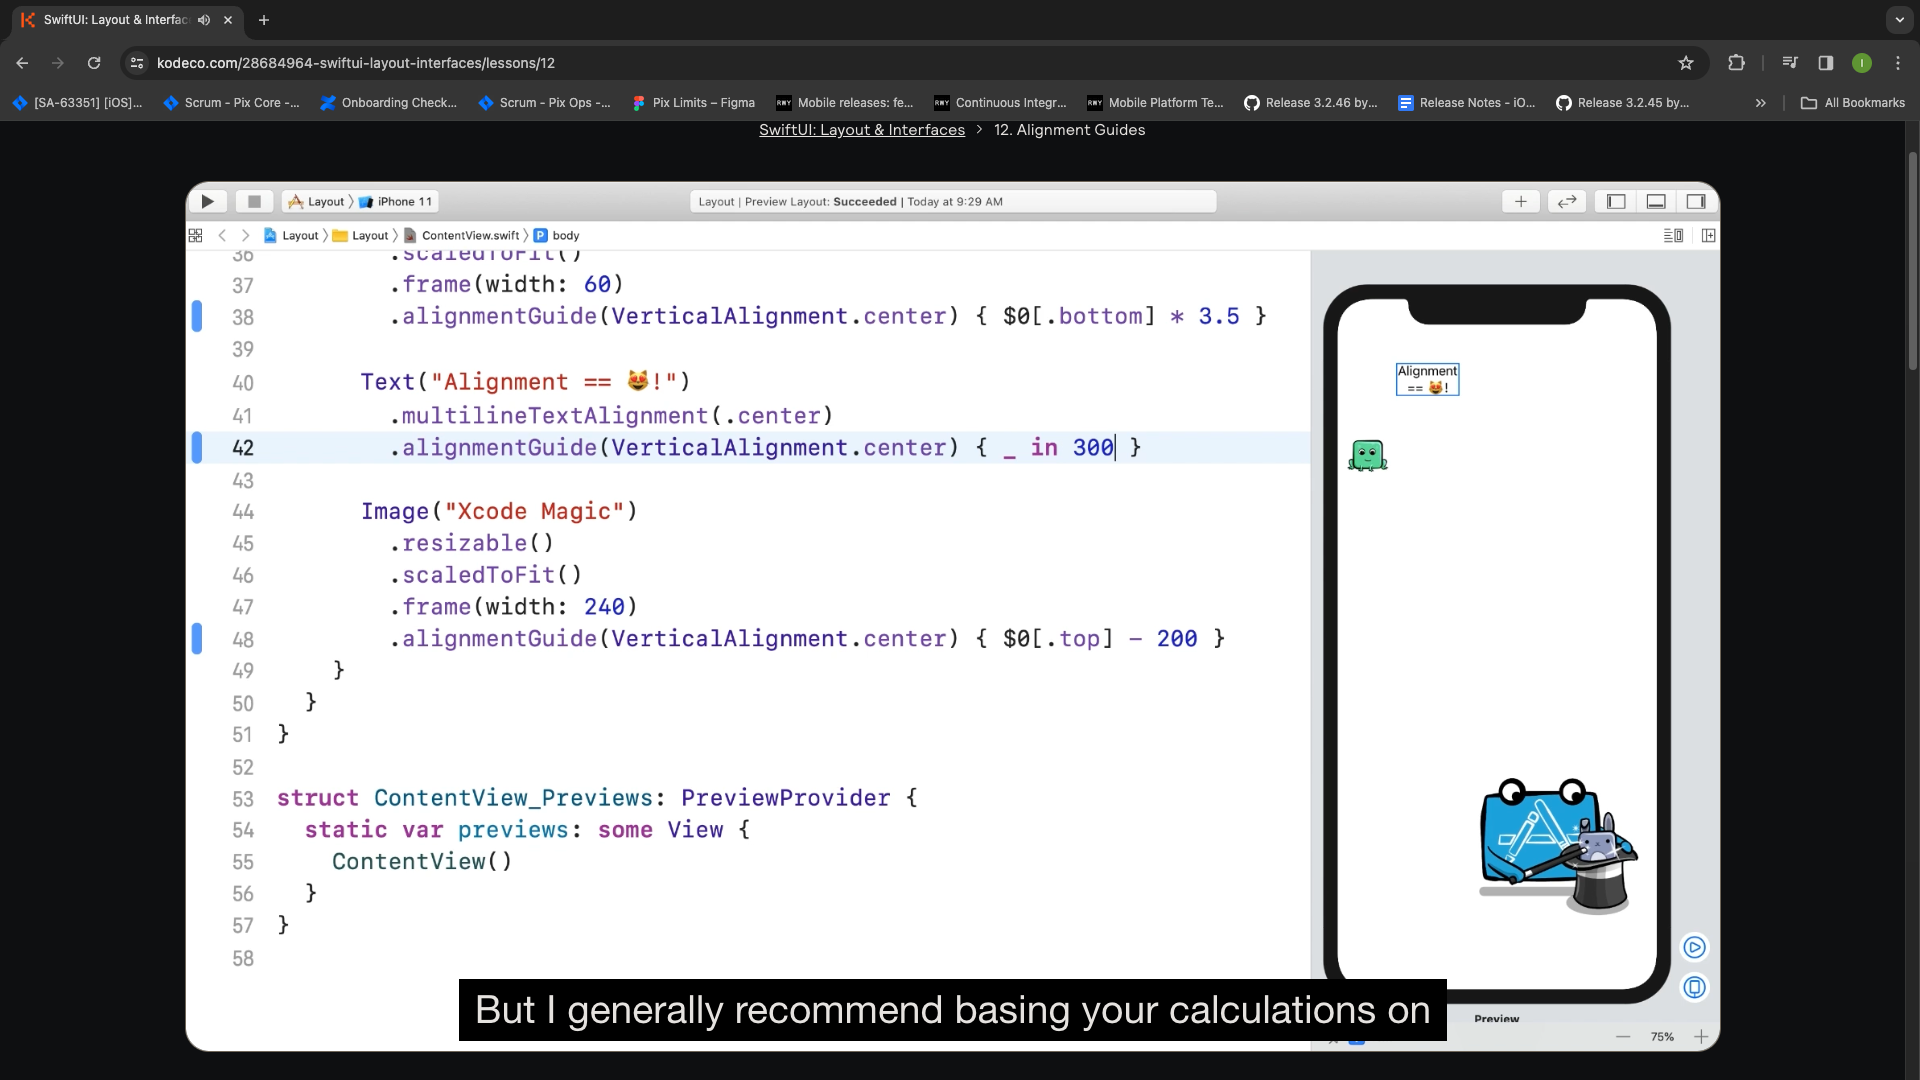 SwiftUI: Layout & Interfac
kodeco.com/28684964-swiftui-layout-interfaces/lessons/12
[SA-63351] [iOS]...
Scrum - Pix Core -...
Onboarding Check...
Scrum - Pix Ops -...
Pix Limits – Figma
RWY
Mobile releases: fe...
RWY
Continuous Integr...
RWY
Mobile Platform Te...
Release 3.2.46 by...
Release Notes - iO...
Release 3.2.45 by...
»
All Bookmarks
SwiftUI: Layout & Interfaces > 12. Alignment Guides
Layout > iPhone 11
Layout | Preview Layout: Succeeded | Today at 9:29 AM
Layout > Layout > ContentView.swift > P body
36 .scaledToFit()
37 .frame(width: 60)
38 .alignmentGuide(VerticalAlignment.center) { $0[.bottom] * 3.5 }
39
40 Text("Alignment == 😻!")
41 .multilineTextAlignment(.center)
42 .alignmentGuide(VerticalAlignment.center) { _ in 300 }
43
44 Image("Xcode Magic")
45 .resizable()
46 .scaledToFit()
47 .frame(width: 240)
48 .alignmentGuide(VerticalAlignment.center) { $0[.top] - 200 }
49 }
50 }
51 }
52
53 struct ContentView_Previews: PreviewProvider {
54 static var previews: some View {
55 ContentView()
56 }
57 }
58
Alignment
== 😻!
Preview
75%
But I generally recommend basing your calculations on